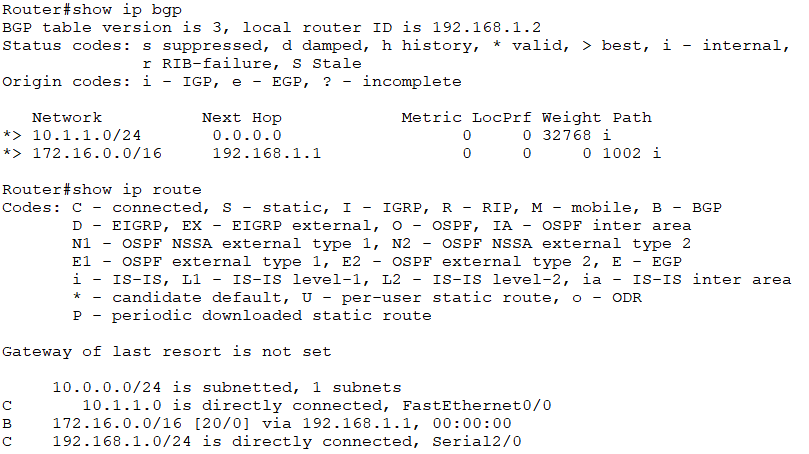 Router#show ip bgp
BGP table version is 3, local router ID is 192.168.1.2
Status codes: s suppressed, d damped, h history, * valid, > best, i - internal,
              r RIB-failure, S Stale
Origin codes: i - IGP, e - EGP, ? - incomplete

   Network          Next Hop            Metric LocPrf Weight Path
*> 10.1.1.0/24       0.0.0.0                  0     0 32768 i
*> 172.16.0.0/16     192.168.1.1              0     0     0 1002 i

Router#show ip route
Codes: C - connected, S - static, I - IGRP, R - RIP, M - mobile, B - BGP
       D - EIGRP, EX - EIGRP external, O - OSPF, IA - OSPF inter area
       N1 - OSPF NSSA external type 1, N2 - OSPF NSSA external type 2
       E1 - OSPF external type 1, E2 - OSPF external type 2, E - EGP
       i - IS-IS, L1 - IS-IS level-1, L2 - IS-IS level-2, ia - IS-IS inter area
       * - candidate default, U - per-user static route, o - ODR
       P - periodic downloaded static route

Gateway of last resort is not set

     10.0.0.0/24 is subnetted, 1 subnets
C       10.1.1.0 is directly connected, FastEthernet0/0
B    172.16.0.0/16 [20/0] via 192.168.1.1, 00:00:00
C    192.168.1.0/24 is directly connected, Serial2/0